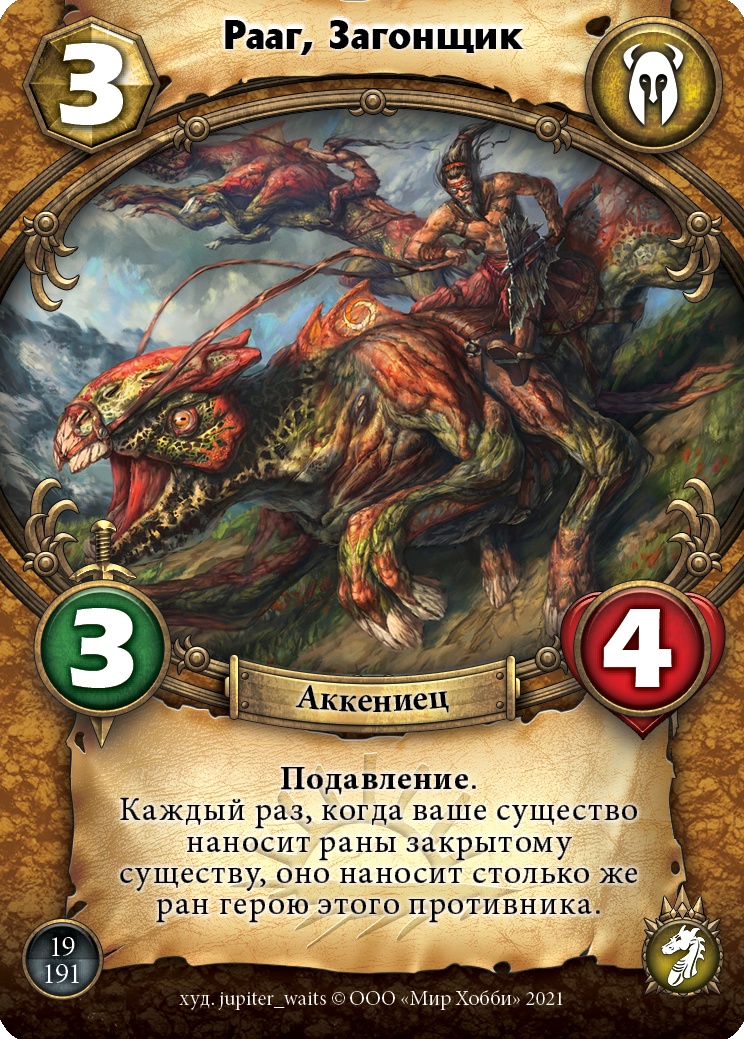 Рааг, Загонщик
3
3
4
Аккениец
Подавление.
Каждый раз, когда ваше существо
наносит раны закрытому
существу, оно наносит столько же
ран герою этого противника.
19
191
худ. jupiter_waits © ООО «Мир Хобби» 2021